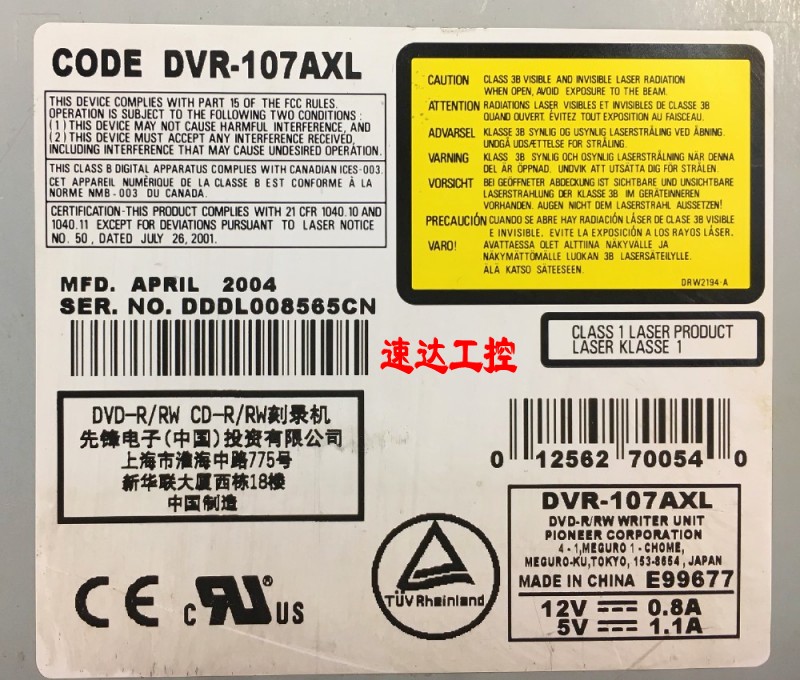 CODE DVR-107AXL
THIS DEVICE COMPLIES WITH PART 15 OF THE FCC RULES.
OPERATION IS SUBJECT TO THE FOLLOWING TWO CONDITIONS :
(1) THIS DEVICE MAY NOT CAUSE HARMFUL INTERFERENCE, AND
(2) THIS DEVICE MUST ACCEPT ANY INTERFERENCE RECEIVED,
INCLUDING INTERFERENCE THAT MAY CAUSE UNDESIRED OPERATION.
THIS CLASS B DIGITAL APPARATUS COMPLIES WITH CANADIAN ICES-003.
CET APPAREIL NUMÉRIQUE DE LA CLASSE B EST CONFORME À LA
NORME NMB-003 DU CANADA.
CERTIFICATION-THIS PRODUCT COMPLIES WITH 21 CFR 1040.10 AND
1040.11 EXCEPT FOR DEVIATIONS PURSUANT TO LASER NOTICE
NO. 50, DATED JULY 26, 2001.
CAUTION CLASS 3B VISIBLE AND INVISIBLE LASER RADIATION
WHEN OPEN, AVOID EXPOSURE TO THE BEAM.
ATTENTION RADIATIONS LASER VISIBLES ET INVISIBLES DE CLASSE 3B
QUAND OUVERT. ÉVITEZ TOUT EXPOSITION AU FAISCEAU.
ADVARSEL KLASSE 3B SYNLIG OG USYNLIG LASERSTRÅLING VED ÅBNING.
UNDGÅ UDSÆTTELSE FOR STRÅLING.
VARNING KLASS 3B SYNLIG OCH OSYNLIG LASERSTRÅLNING NÄR DENNA
DEL ÄR ÖPPNAD. UNDVIK ATT UTSÄTTA DIG FÖR STRÅLEN.
VORSICHT BEI GEÖFFNETER ABDECKUNG IST SICHTBARE UND UNSICHTBARE
LASERSTRAHLUNG DER KLASSE 3B IM GERÄTEINNEREN
VORHANDEN. AUGEN NICHT DEM LASERSTRAHL AUSSETZEN!
PRECAUCIÓN CUANDO SE ABRE HAY RADIACIÓN LÁSER DE CLASE 3B VISIBLE
E INVISIBLE. EVITE LA EXPOSICIÓN A LOS RAYOS LÁSER.
VARO! AVATTAESSA OLET ALTTIINA NÄKYVÄLLE JA
NÄKYMÄTTÖMÄLLE LUOKAN 3B LASERSÄTEILYLLE.
ÄLÄ KATSO SÄTEESEEN.
DRW2194-A
MFD. APRIL 2004
SER. NO. DDDL008565CN
速达工控
CLASS 1 LASER PRODUCT
LASER KLASSE 1
DVD-R/RW CD-R/RW刻录机
先锋电子(中国)投资有限公司
上海市淮海中路775号
新华联大厦西栋18楼
中国制造
0 12562 70054 0
DVR-107AXL
DVD-R/RW WRITER UNIT
PIONEER CORPORATION
4-1,MEGURO 1-CHOME,
MEGURO-KU,TOKYO, 153-8654, JAPAN
MADE IN CHINA E99677
12V 0.8A
5V 1.1A
CE c RU ® US
TÜV Rheinland